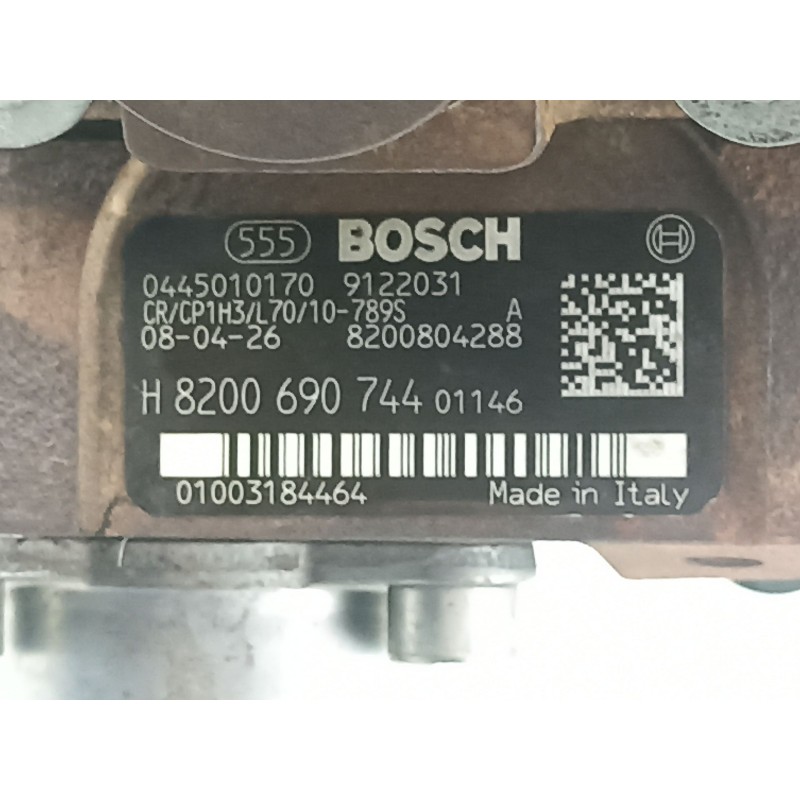 555 BOSCH
0445010170 9122031
CR/CP1H3/L70/10-789S A
08-04-26 8200804288
H 8200 690 744 01146
01003184464 Made in Italy